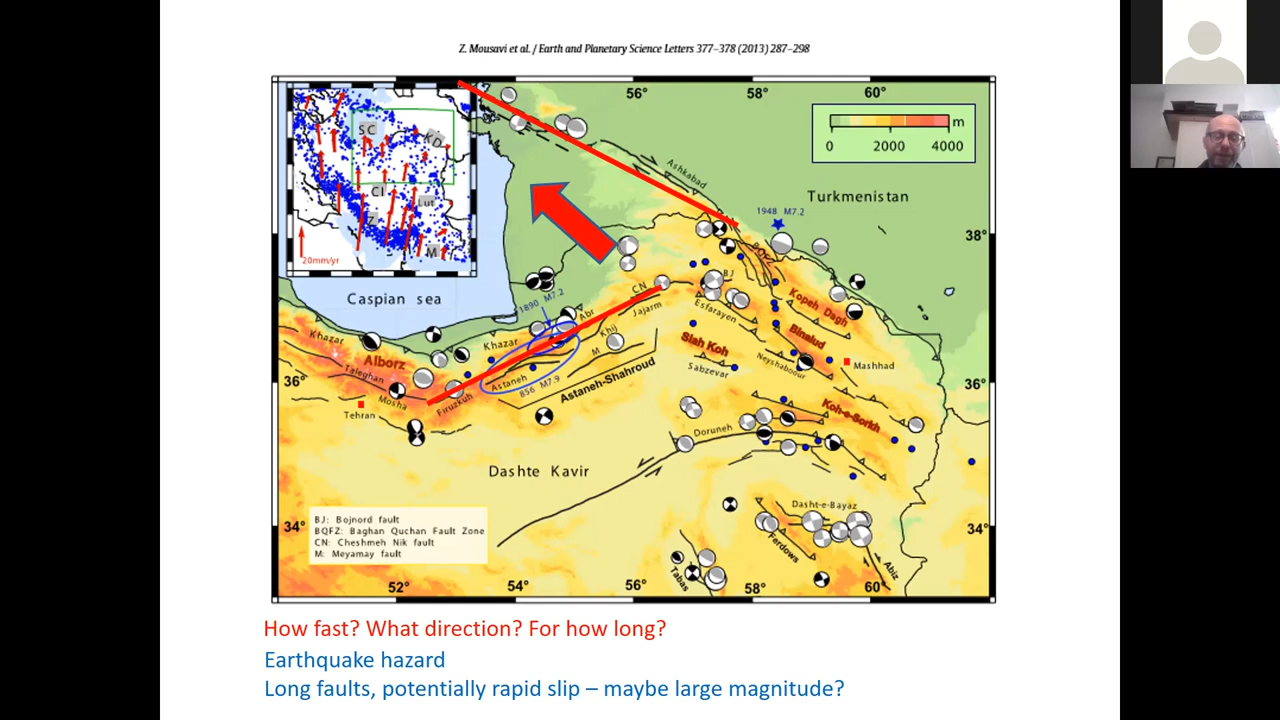 Z. Mousavi et al. / Earth and Planetary Science Letters 377–378 (2013) 287–298
56° 58° 60°
m
0 2000 4000
SC
KD
CI
Lut
Z
M
20mm/yr
Ashkabad
Turkmenistan
1948 M7.2
38°
BQFZ
BJ
Caspian sea
CN
1890 M7.2
Abr
Jajarm
Esfarayen
Kopeh Dagh
Khazar
Khazar
Khij
Binalud
Siah Koh
Alborz
M
Neyshaboour
Mashhad
Taleghan
Sabzevar
36°
Astaneh
856 M7.9
Astaneh-Shahroud
36°
Mosha
Firuzkuh
Tehran
Koh-e-Sorkh
Doruneh
Dashte Kavir
Dasht-e-Bayaz
34°
34°
BJ: Bojnord fault
BQFZ: Baghan Quchan Fault Zone
CN: Cheshmeh Nik fault
M: Meyamay fault
Ferdows
Tabas
Abiz
52° 54° 56° 58° 60°
How fast? What direction? For how long?
Earthquake hazard
Long faults, potentially rapid slip – maybe large magnitude?